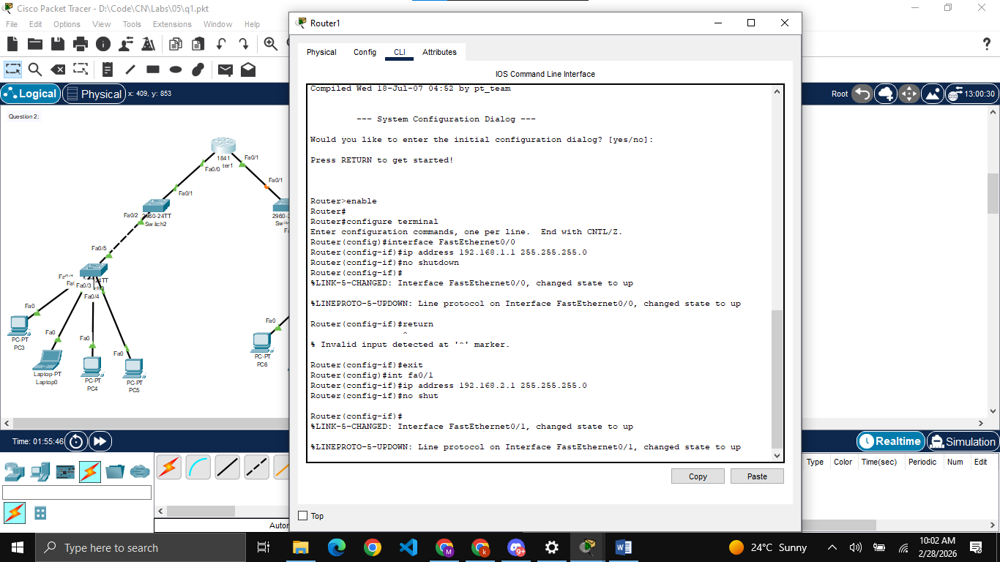 Cisco Packet Tracer - D:\Code\CN\Labs\05\q1.pkt
File Edit Options View Tools Extensions Window Help
Logical Physical x: 409, y: 853
Root 13:00:30
Question 2:
1841
ter1
Fa0/0
Fa0/1
Fa0/1
Fa0/1
Fa0/2
2960-24TT
Switch2
2960-2
Fa0/5
Fa0/3
Fa0/4
Fa0
Fa0
Fa0
Fa0
PC-PT
PC3
Laptop-PT
Laptop0
PC-PT
PC4
PC-PT
PC5
Fa0
PC-PT
PC6
Router1
Physical Config CLI Attributes
IOS Command Line Interface
Compiled Wed 18-Jul-07 04:52 by pt_team
--- System Configuration Dialog ---
Would you like to enter the initial configuration dialog? [yes/no]:
Press RETURN to get started!
Router>enable
Router#
Router#configure terminal
Enter configuration commands, one per line.  End with CNTL/Z.
Router(config)#interface FastEthernet0/0
Router(config-if)#ip address 192.168.1.1 255.255.255.0
Router(config-if)#no shutdown
Router(config-if)#
%LINK-5-CHANGED: Interface FastEthernet0/0, changed state to up
%LINEPROTO-5-UPDOWN: Line protocol on Interface FastEthernet0/0, changed state to up
Router(config-if)#return
^
% Invalid input detected at '^' marker.
Router(config-if)#exit
Router(config)#int fa0/1
Router(config-if)#ip address 192.168.2.1 255.255.255.0
Router(config-if)#no shut
Router(config-if)#
%LINK-5-CHANGED: Interface FastEthernet0/1, changed state to up
%LINEPROTO-5-UPDOWN: Line protocol on Interface FastEthernet0/1, changed state to up
Copy Paste
Top
Time: 01:55:46
Realtime Simulation
Type Color Time(sec) Periodic Num Edit
Autor
Type here to search
24°C Sunny
10:02 AM
2/28/2026